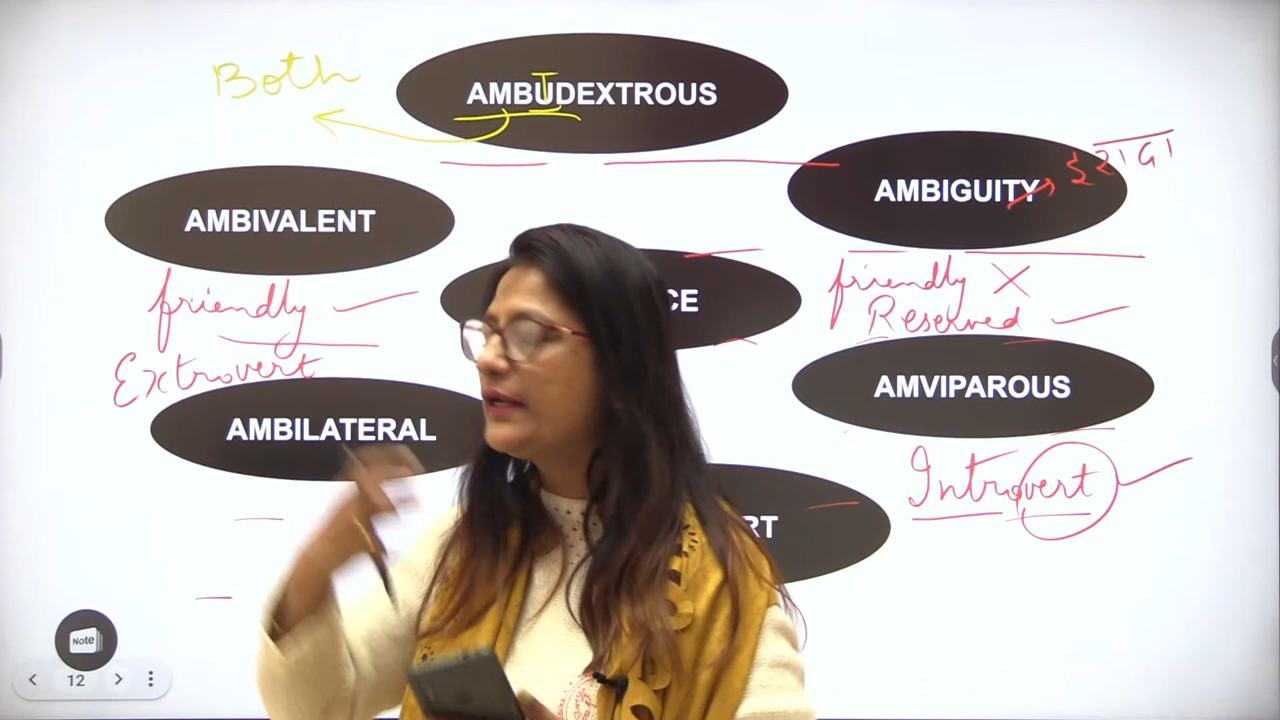 Both
AMBUDEXTROUS
I
AMBIGUITY
AMBIVALENT
CE
friendly
friendly X
Reserved
Extrovert
AMVIPAROUS
AMBILATERAL
Introvert
RT
Note
12